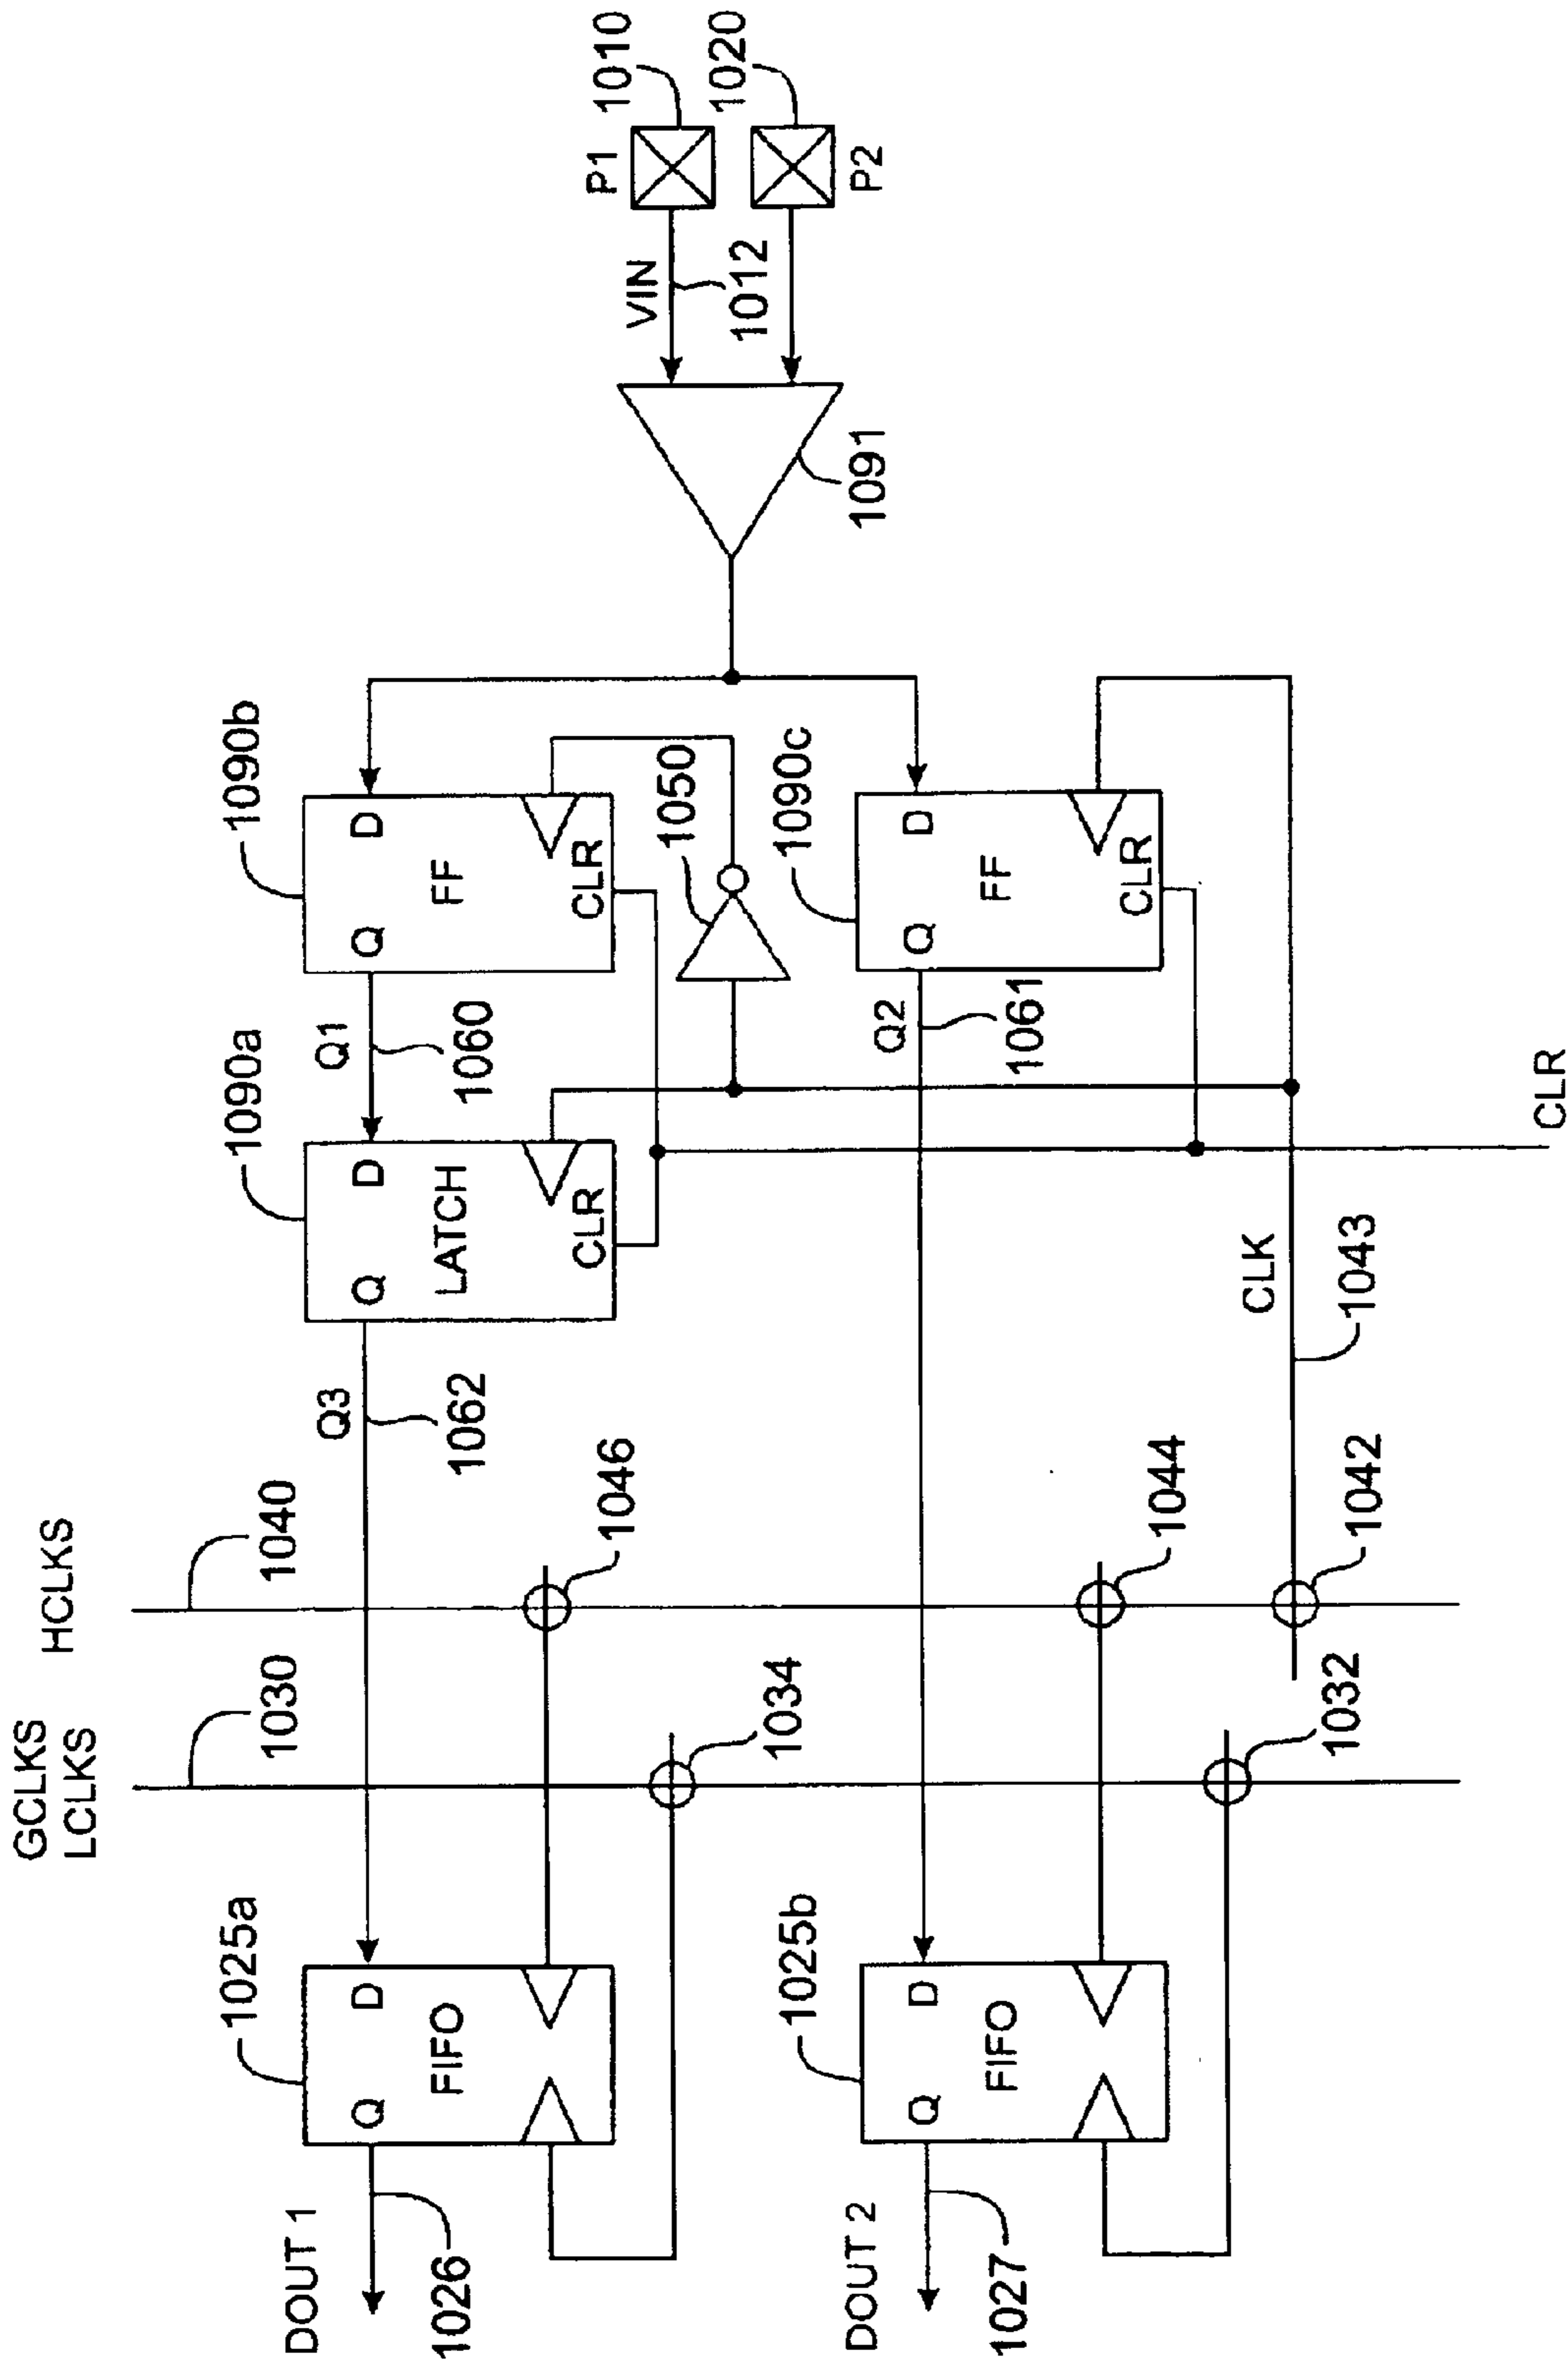 GCLKS
LCLKS
HCLKS
1030
1040
DOUT 1
1026
1025a
Q
D
FIFO
1034
1046
Q3
1062
1090a
Q
D
LATCH
CLR
Q1
1060
1090b
Q
D
FF
CLR
1050
P1
1010
VIN
1012
1020
P2
1091
DOUT 2
1027
1025b
Q
D
FIFO
1032
1044
1042
Q2
1061
1090c
Q
D
FF
CLR
CLK
1043
CLR